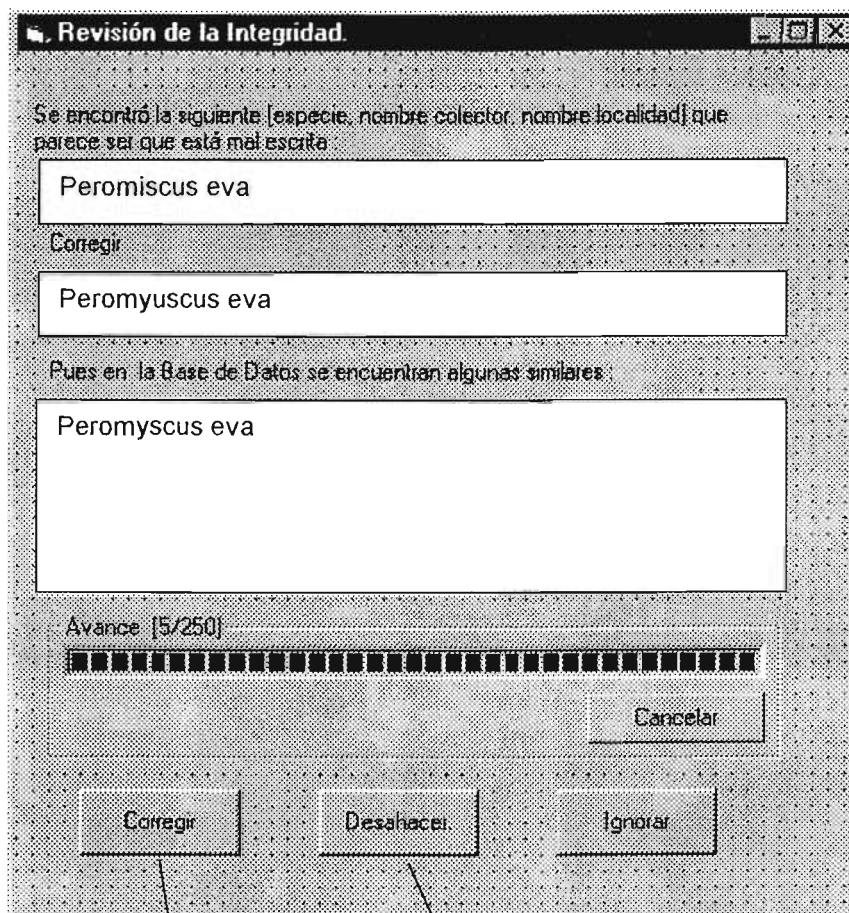 Revisión de la Integridad.
Se encontró la siguiente [especie, nombre colector, nombre localidad] que
parece ser que está mal escrita :
Peromiscus eva
Corregir
Peromyuscus eva
Pues en la Base de Datos se encuentran algunas similares :
Peromyscus eva
Avance [5/250]
Cancelar
Corregir
Desahacer.
Ignorar